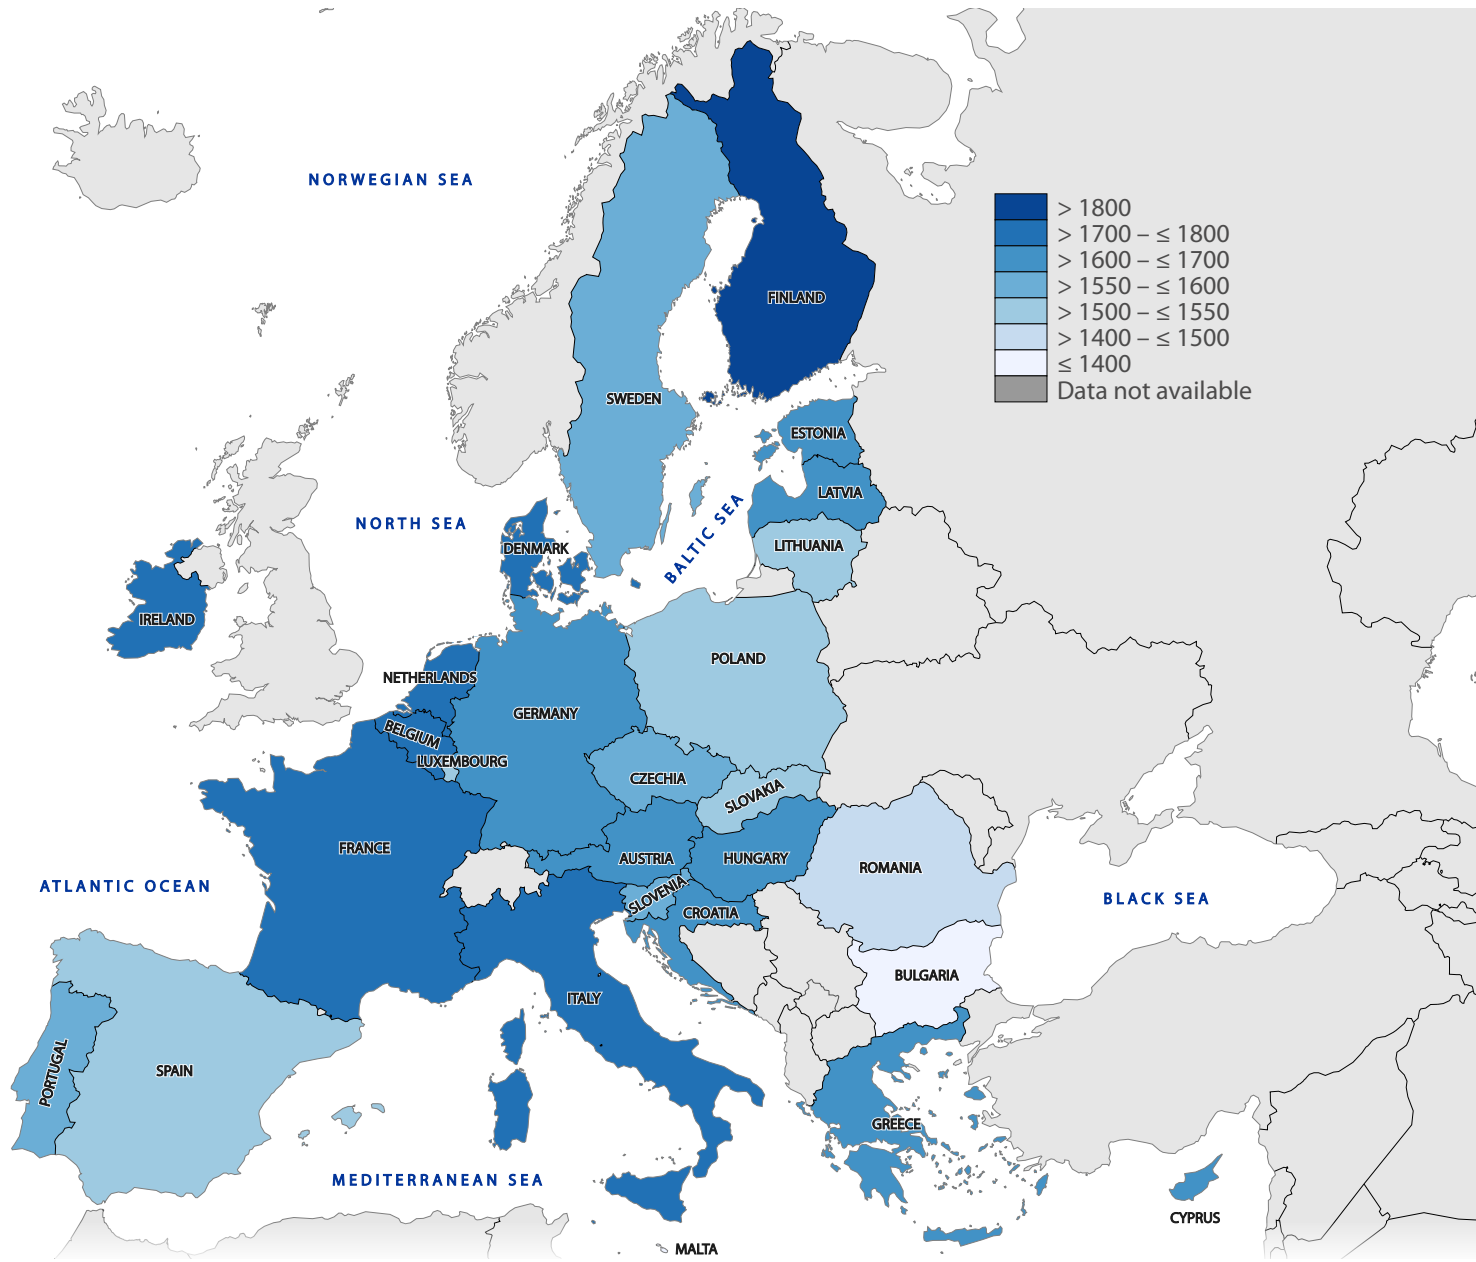 NORWEGIAN SEA
> 1800
> 1700 – ≤ 1800
> 1600 – ≤ 1700
> 1550 – ≤ 1600
> 1500 – ≤ 1550
> 1400 – ≤ 1500
≤ 1400
Data not available
FINLAND
SWEDEN
ESTONIA
LATVIA
NORTH SEA
BALTIC SEA
DENMARK
LITHUANIA
IRELAND
POLAND
NETHERLANDS
GERMANY
BELGIUM
LUXEMBOURG
CZECHIA
SLOVAKIA
FRANCE
AUSTRIA
HUNGARY
ROMANIA
ATLANTIC OCEAN
SLOVENIA
CROATIA
BLACK SEA
BULGARIA
ITALY
PORTUGAL
SPAIN
GREECE
MEDITERRANEAN SEA
CYPRUS
MALTA